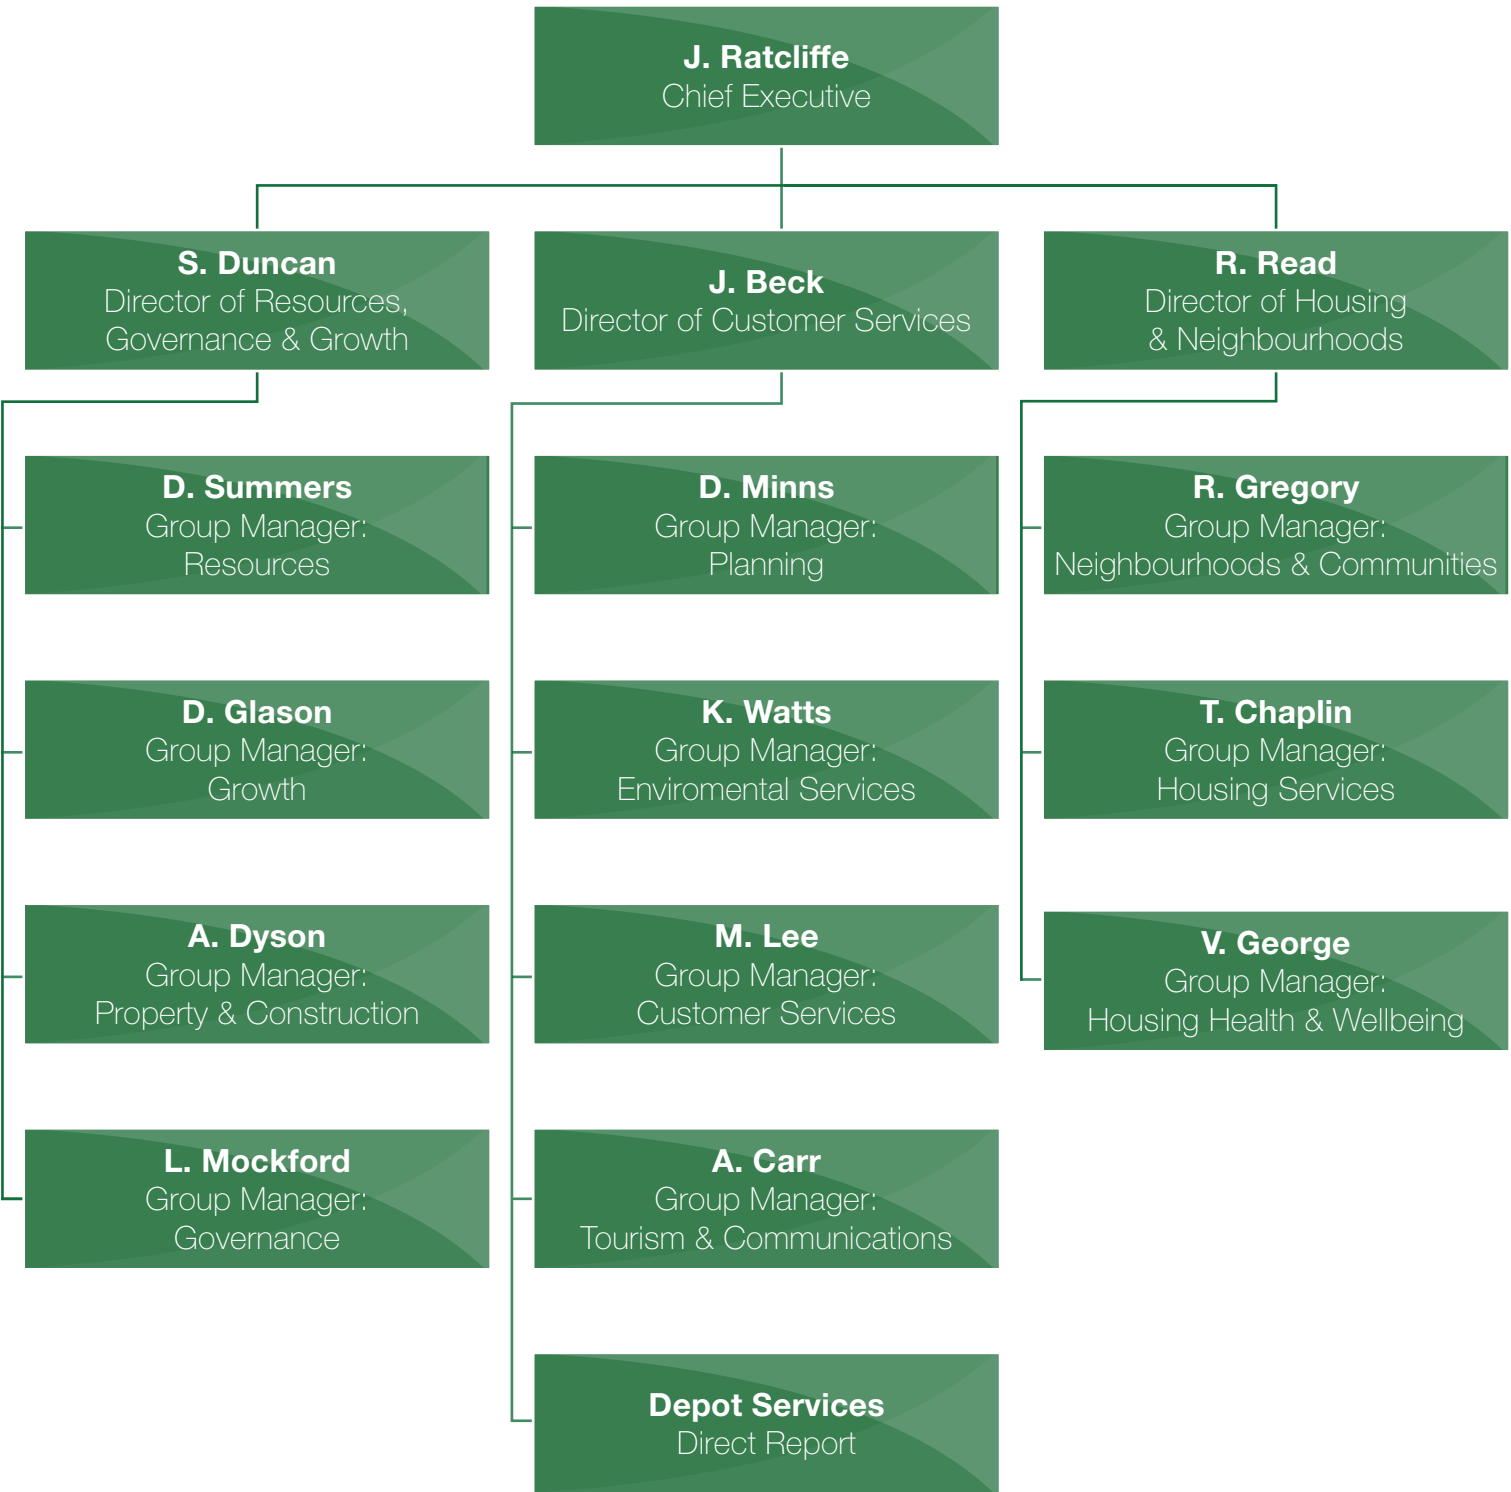 J. Ratcliffe
Chief Executive
S. Duncan
Director of Resources,
Governance & Growth
J. Beck
Director of Customer Services
R. Read
Director of Housing
& Neighbourhoods
D. Summers
Group Manager:
Resources
D. Minns
Group Manager:
Planning
R. Gregory
Group Manager:
Neighbourhoods & Communities
D. Glason
Group Manager:
Growth
K. Watts
Group Manager:
Enviromental Services
T. Chaplin
Group Manager:
Housing Services
A. Dyson
Group Manager:
Property & Construction
M. Lee
Group Manager:
Customer Services
V. George
Group Manager:
Housing Health & Wellbeing
L. Mockford
Group Manager:
Governance
A. Carr
Group Manager:
Tourism & Communications
Depot Services
Direct Report